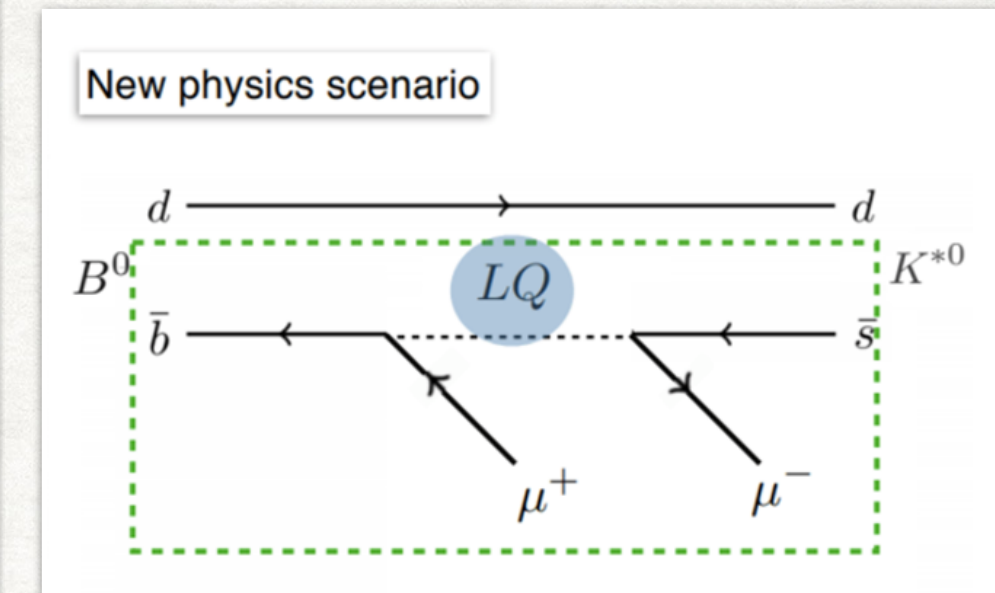 New physics scenario
d d
B⁰ LQ K*⁰
b̄ s̄
μ⁺ μ⁻